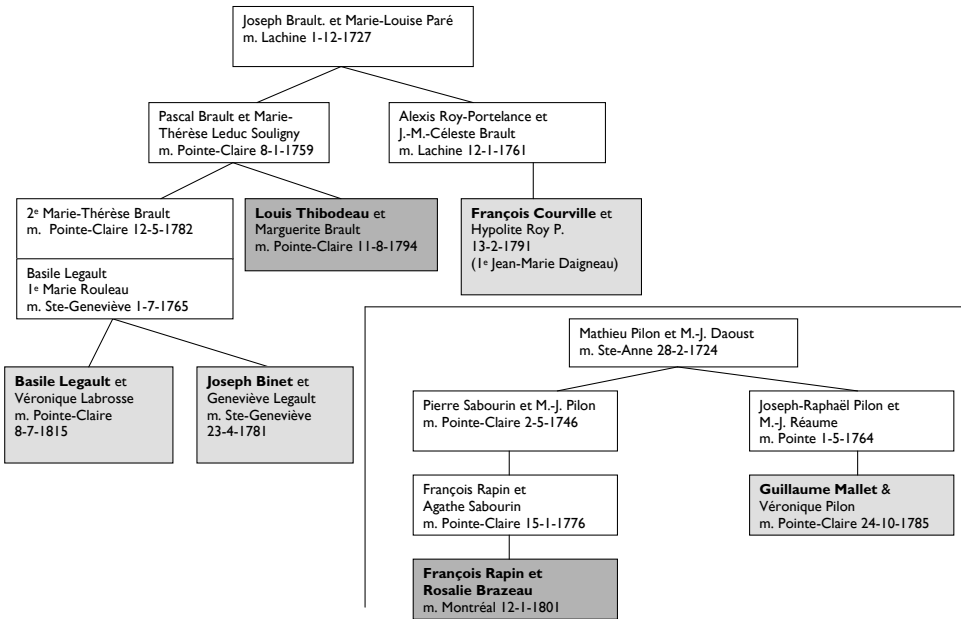 Joseph Brault. et Marie-Louise Paré
m. Lachine 1-12-1727
Pascal Brault et Marie-
Thérèse Leduc Souligny
m. Pointe-Claire 8-1-1759
Alexis Roy-Portelance et
J.-M.-Céleste Brault
m. Lachine 12-1-1761
2e Marie-Thérèse Brault
m. Pointe-Claire 12-5-1782
Basile Legault
1e Marie Rouleau
m. Ste-Geneviève 1-7-1765
Louis Thibodeau et
Marguerite Brault
m. Pointe-Claire 11-8-1794
François Courville et
Hypolite Roy P.
13-2-1791
(1e Jean-Marie Daigneau)
Basile Legault et
Véronique Labrosse
m. Pointe-Claire
8-7-1815
Joseph Binet et
Geneviève Legault
m. Ste-Geneviève
23-4-1781
Mathieu Pilon et M.-J. Daoust
m. Ste-Anne 28-2-1724
Pierre Sabourin et M.-J. Pilon
m. Pointe-Claire 2-5-1746
Joseph-Raphaël Pilon et
M.-J. Réaume
m. Pointe 1-5-1764
François Rapin et
Agathe Sabourin
m. Pointe-Claire 15-1-1776
Guillaume Mallet &
Véronique Pilon
m. Pointe-Claire 24-10-1785
François Rapin et
Rosalie Brazeau
m. Montréal 12-1-1801